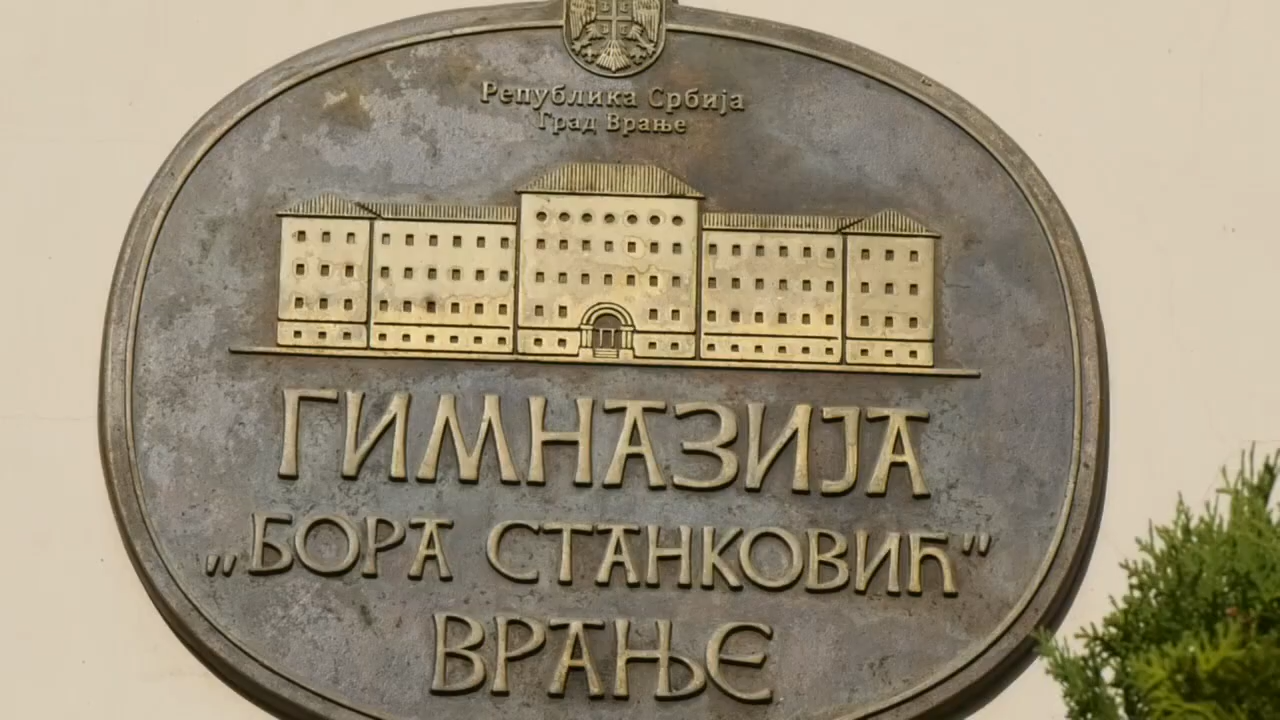 Република Србија
Град Врање
ГИМНАЗИЈА
„БОРА СТАНКОВИЋ"
ВРАЊЕ